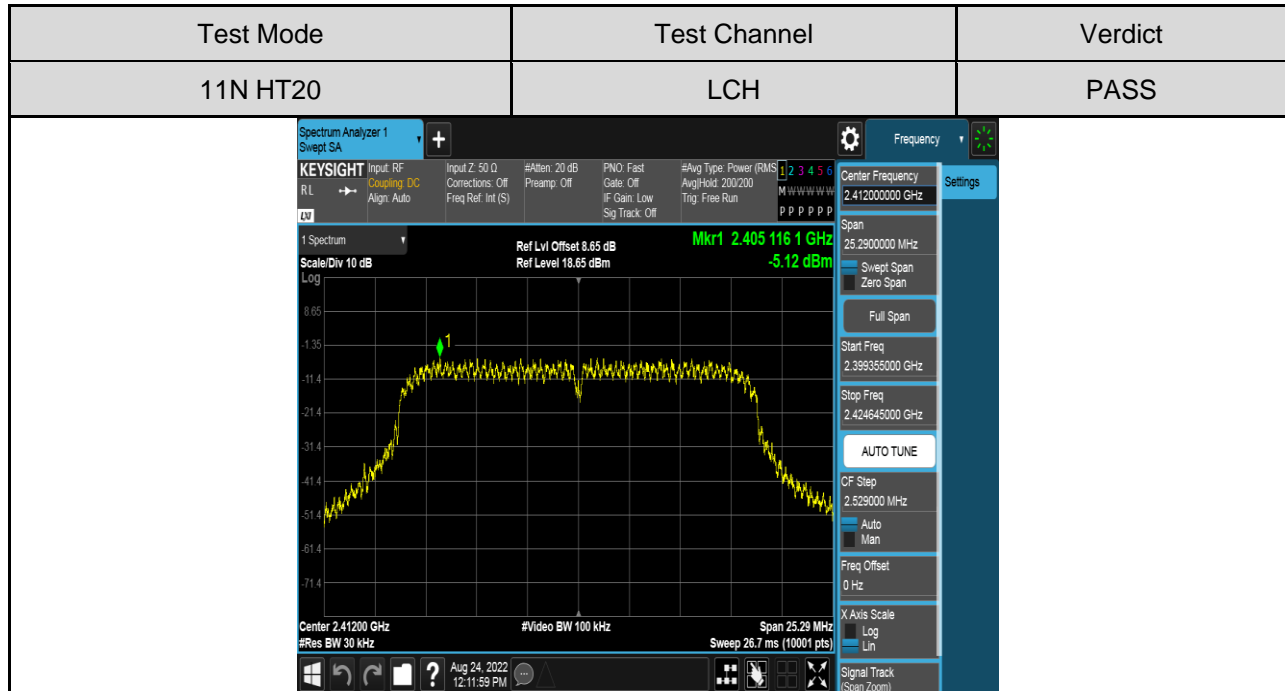 Test Mode Test Channel Verdict
11N HT20 LCH PASS
Spectrum Analyzer 1
Swept SA
+
Frequency
KEYSIGHT Input: RF Input Z: 50 Ω #Atten: 20 dB PNO: Fast #Avg Type: Power (RMS 1 2 3 4 5 6
RL Coupling: DC Corrections: Off Preamp: Off Gate: Off Avg|Hold: 200/200 M W W W W W
Align: Auto Freq Ref: Int (S) IF Gain: Low Trig: Free Run
LXI Sig Track: Off P P P P P P
1 Spectrum Ref Lvl Offset 8.65 dB Mkr1 2.405 116 1 GHz
Scale/Div 10 dB Ref Level 18.65 dBm -5.12 dBm
Log
8.65
1
-1.35
-11.4
-21.4
-31.4
-41.4
-51.4
-61.4
-71.4
Center 2.41200 GHz #Video BW 100 kHz Span 25.29 MHz
#Res BW 30 kHz Sweep 26.7 ms (10001 pts)
? Aug 24, 2022
12:11:59 PM
Center Frequency
2.412000000 GHz
Settings
Span
25.2900000 MHz
Swept Span
Zero Span
Full Span
Start Freq
2.399355000 GHz
Stop Freq
2.424645000 GHz
AUTO TUNE
CF Step
2.529000 MHz
Auto
Man
Freq Offset
0 Hz
X Axis Scale
Log
Lin
Signal Track
(Span Zoom)